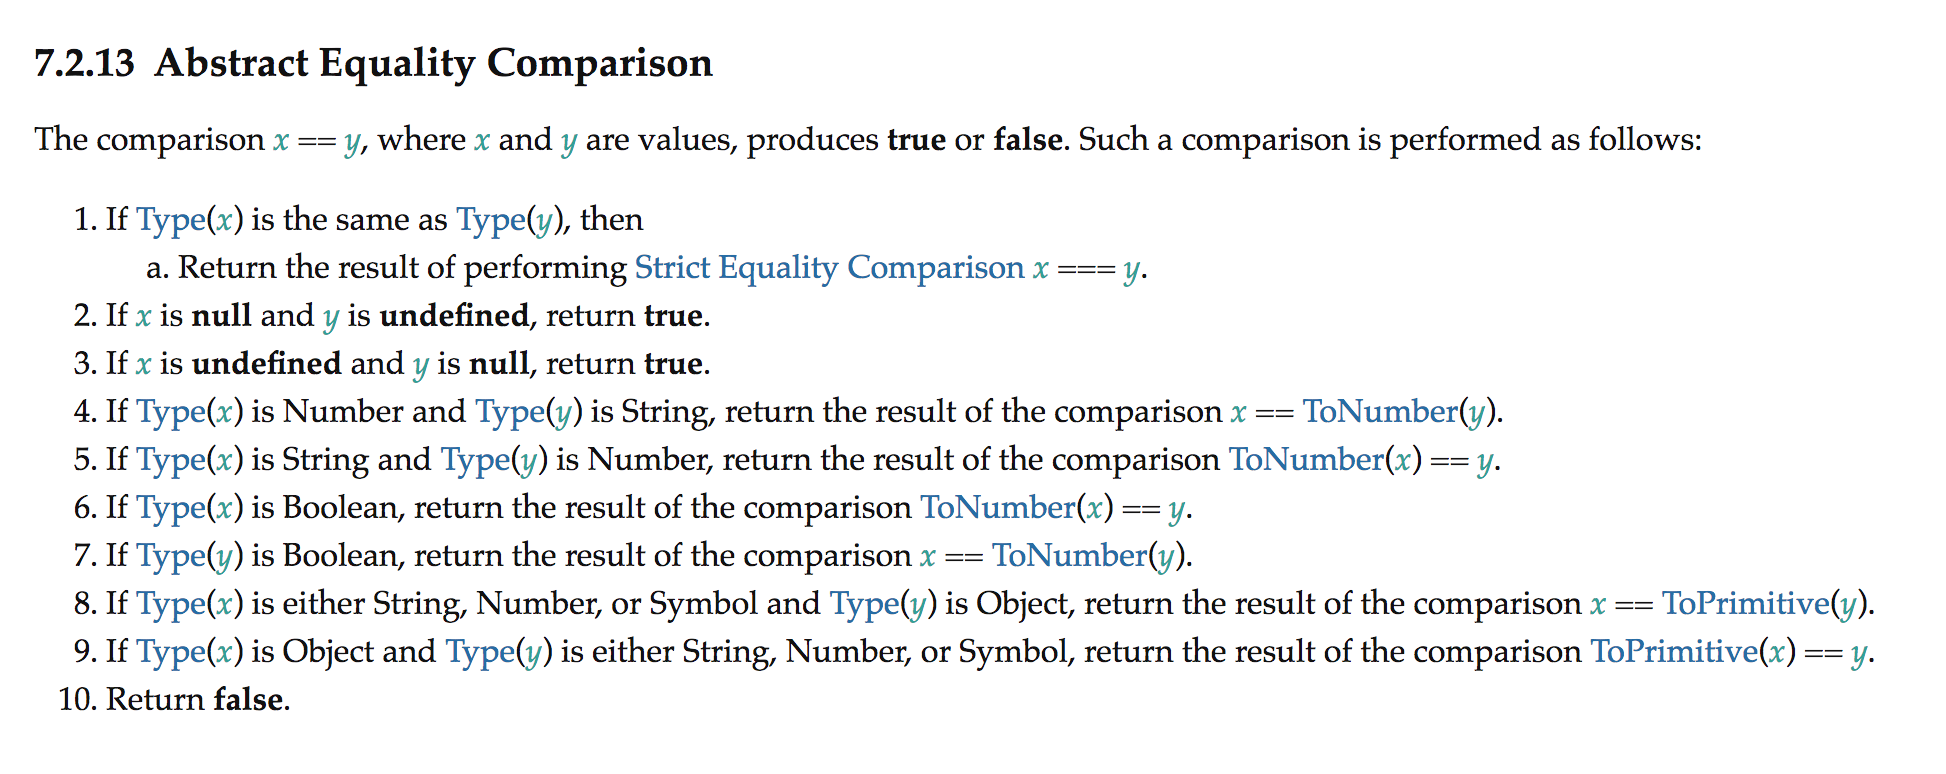 7.2.13 Abstract Equality Comparison
The comparison x == y, where x and y are values, produces true or false. Such a comparison is performed as follows:
1. If Type(x) is the same as Type(y), then
a. Return the result of performing Strict Equality Comparison x === y.
2. If x is null and y is undefined, return true.
3. If x is undefined and y is null, return true.
4. If Type(x) is Number and Type(y) is String, return the result of the comparison x == ToNumber(y).
5. If Type(x) is String and Type(y) is Number, return the result of the comparison ToNumber(x) == y.
6. If Type(x) is Boolean, return the result of the comparison ToNumber(x) == y.
7. If Type(y) is Boolean, return the result of the comparison x == ToNumber(y).
8. If Type(x) is either String, Number, or Symbol and Type(y) is Object, return the result of the comparison x == ToPrimitive(y).
9. If Type(x) is Object and Type(y) is either String, Number, or Symbol, return the result of the comparison ToPrimitive(x) == y.
10. Return false.